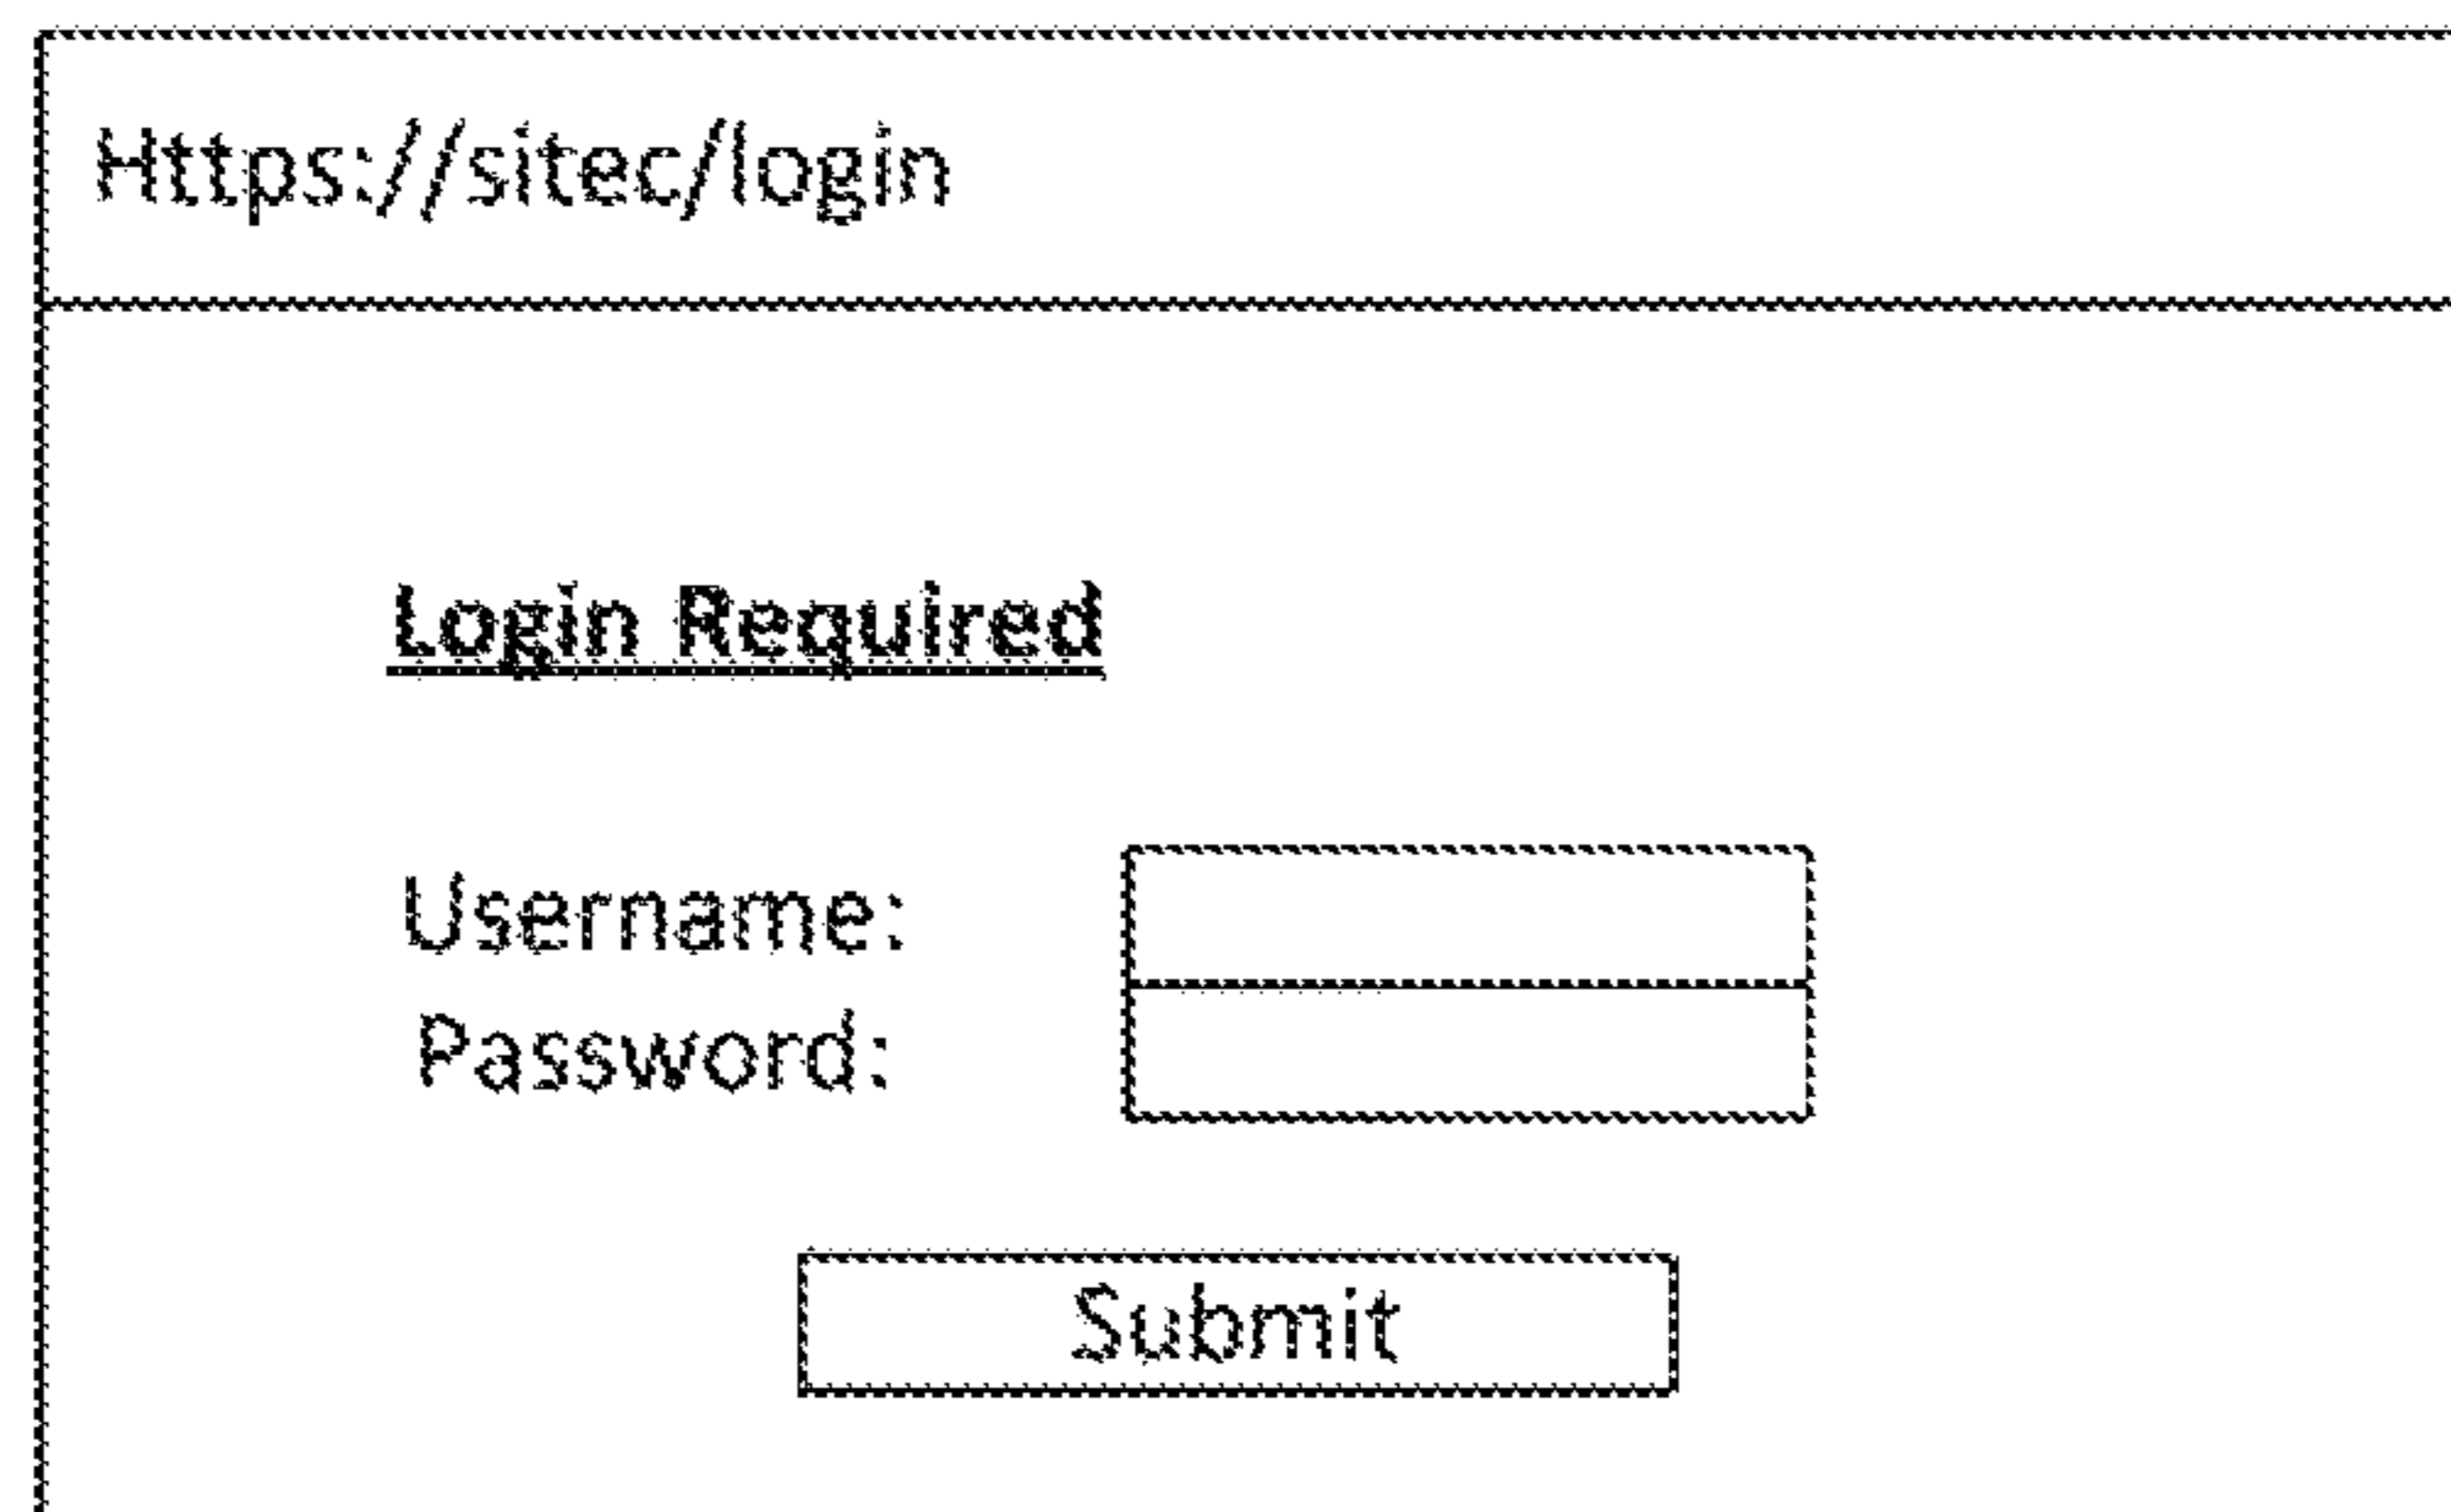 Https://sitec/login
Login Required
Username:
Password:
Submit